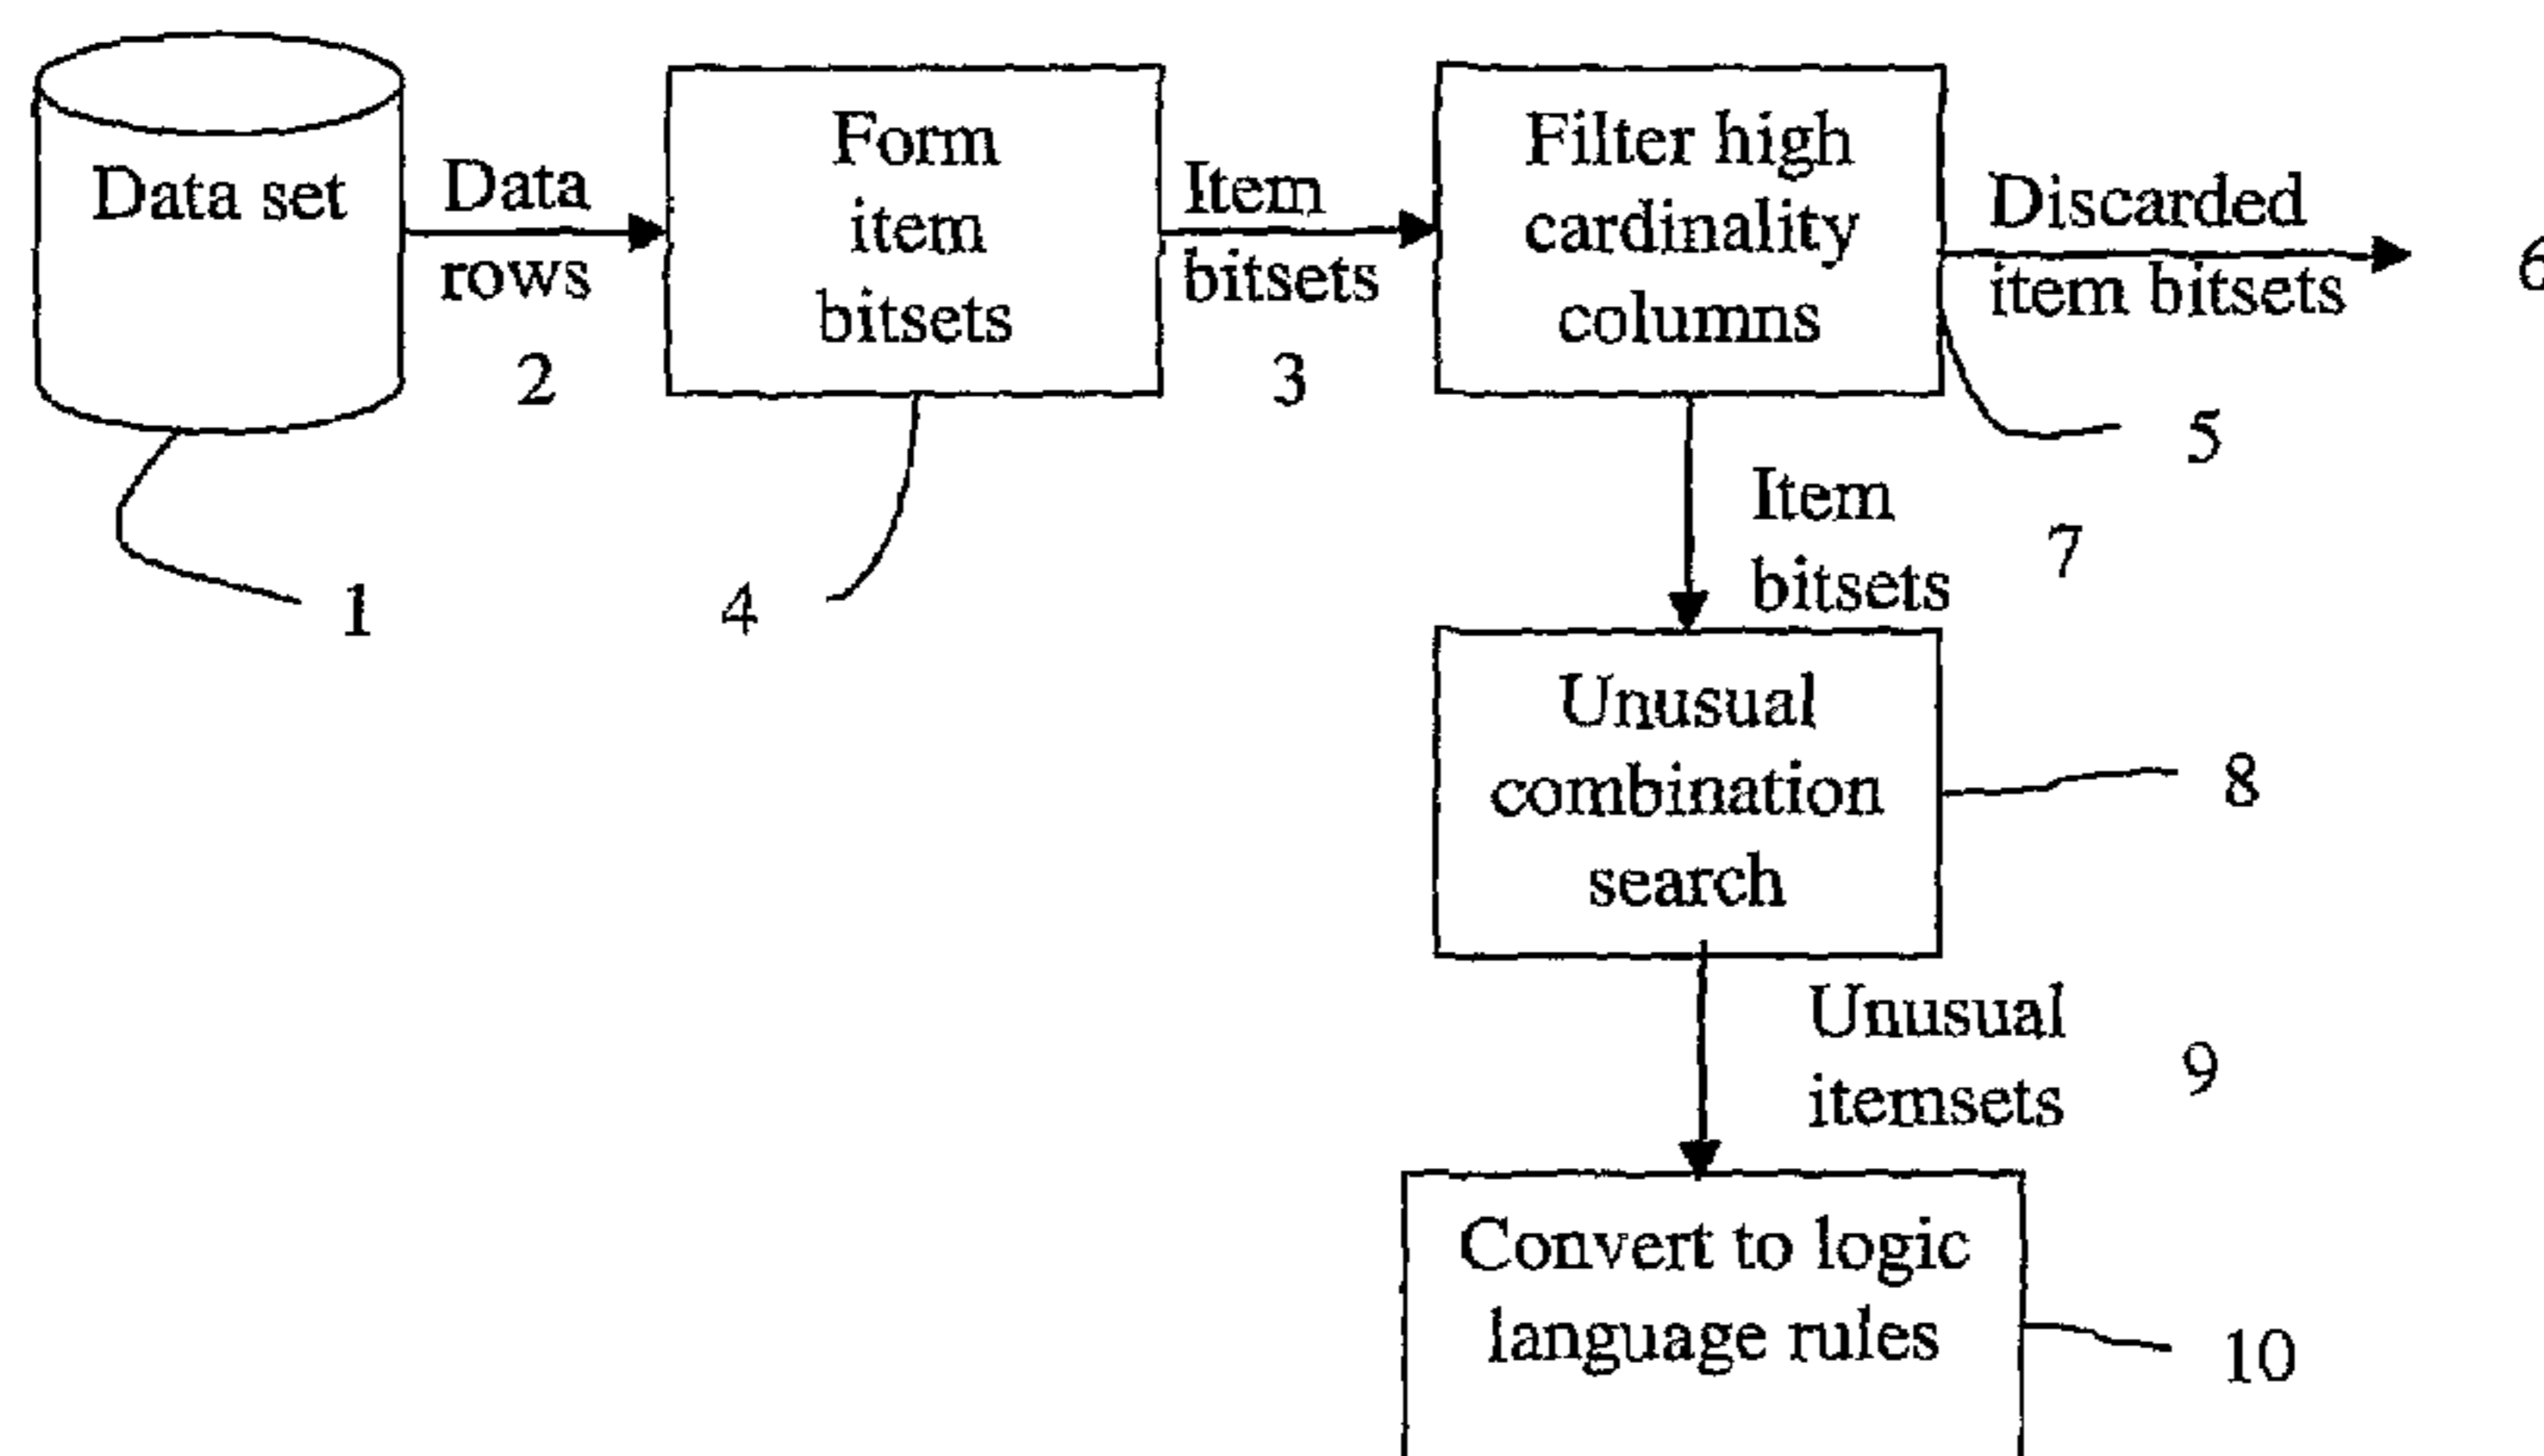 Data set
Data
rows
2
Form
item
bitsets
Item
bitsets
3
Filter high
cardinality
columns
Discarded
item bitsets
6
5
1
4
Item
bitsets
7
Unusual
combination
search
8
Unusual
itemsets
9
Convert to logic
language rules
10